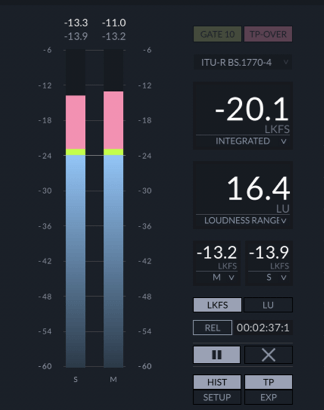 -13.3 -11.0
-13.9 -13.2
-6 -6
-12 -12
-18 -18
-24 -24
-30 -30
-36 -36
-42 -42
-48 -48
-54 -54
-60 -60
S M
GATE 10 TP-OVER
ITU-R BS.1770-4 v
-20.1
LKFS
INTEGRATED v
16.4
LU
LOUDNESS RANGE v
-13.2 -13.9
LKFS LKFS
M v S v
LKFS LU
REL 00:02:37:1
HIST TP
SETUP EXP